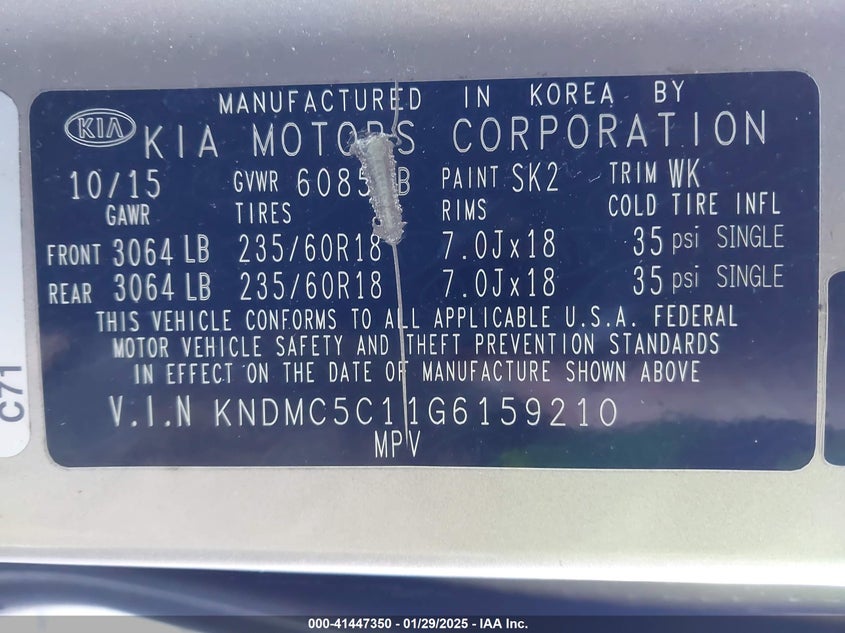 MANUFACTURED IN KOREA BY
KIA KIA MOTORS CORPORATION
10/15 GVWR 6085 LB PAINT SK2 TRIM WK
GAWR TIRES RIMS COLD TIRE INFL
FRONT 3064 LB 235/60R18 7.0Jx18 35 psi SINGLE
REAR 3064 LB 235/60R18 7.0Jx18 35 psi SINGLE
THIS VEHICLE CONFORMS TO ALL APPLICABLE U.S.A. FEDERAL
MOTOR VEHICLE SAFETY AND THEFT PREVENTION STANDARDS
IN EFFECT ON THE DATE OF MANUFACTURE SHOWN ABOVE
V.I.N KNDMC5C11G6159210
MPV
C71
000-41447350 - 01/29/2025 - IAA Inc.